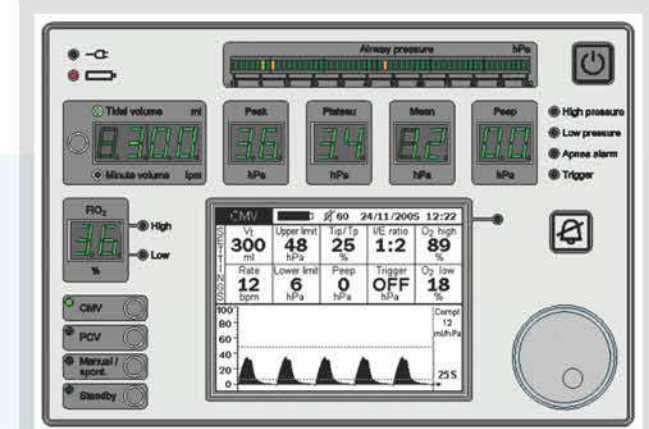 Airway pressure hPa
Tidal volume ml
300
Minute volume lpm
Peak
36
hPa
Plateau
34
hPa
Mean
9.2
hPa
Peep
0.0
hPa
High pressure
Low pressure
Apnea alarm
Trigger
FiO2
36
%
High
Low
CMV
PCV
Manual /
spont.
Standby
CMV 60 24/11/2005 12:22
SETTINGS
Vt Upper limit Tip/Tp I/E ratio O2 high
300 48 25 1:2 89
ml hPa % %
Rate Lower limit Peep Trigger O2 low
12 6 0 OFF 18
bpm hPa hPa hPa %
100
80
60
40
20
0
Compl
12
ml/hPa
25S